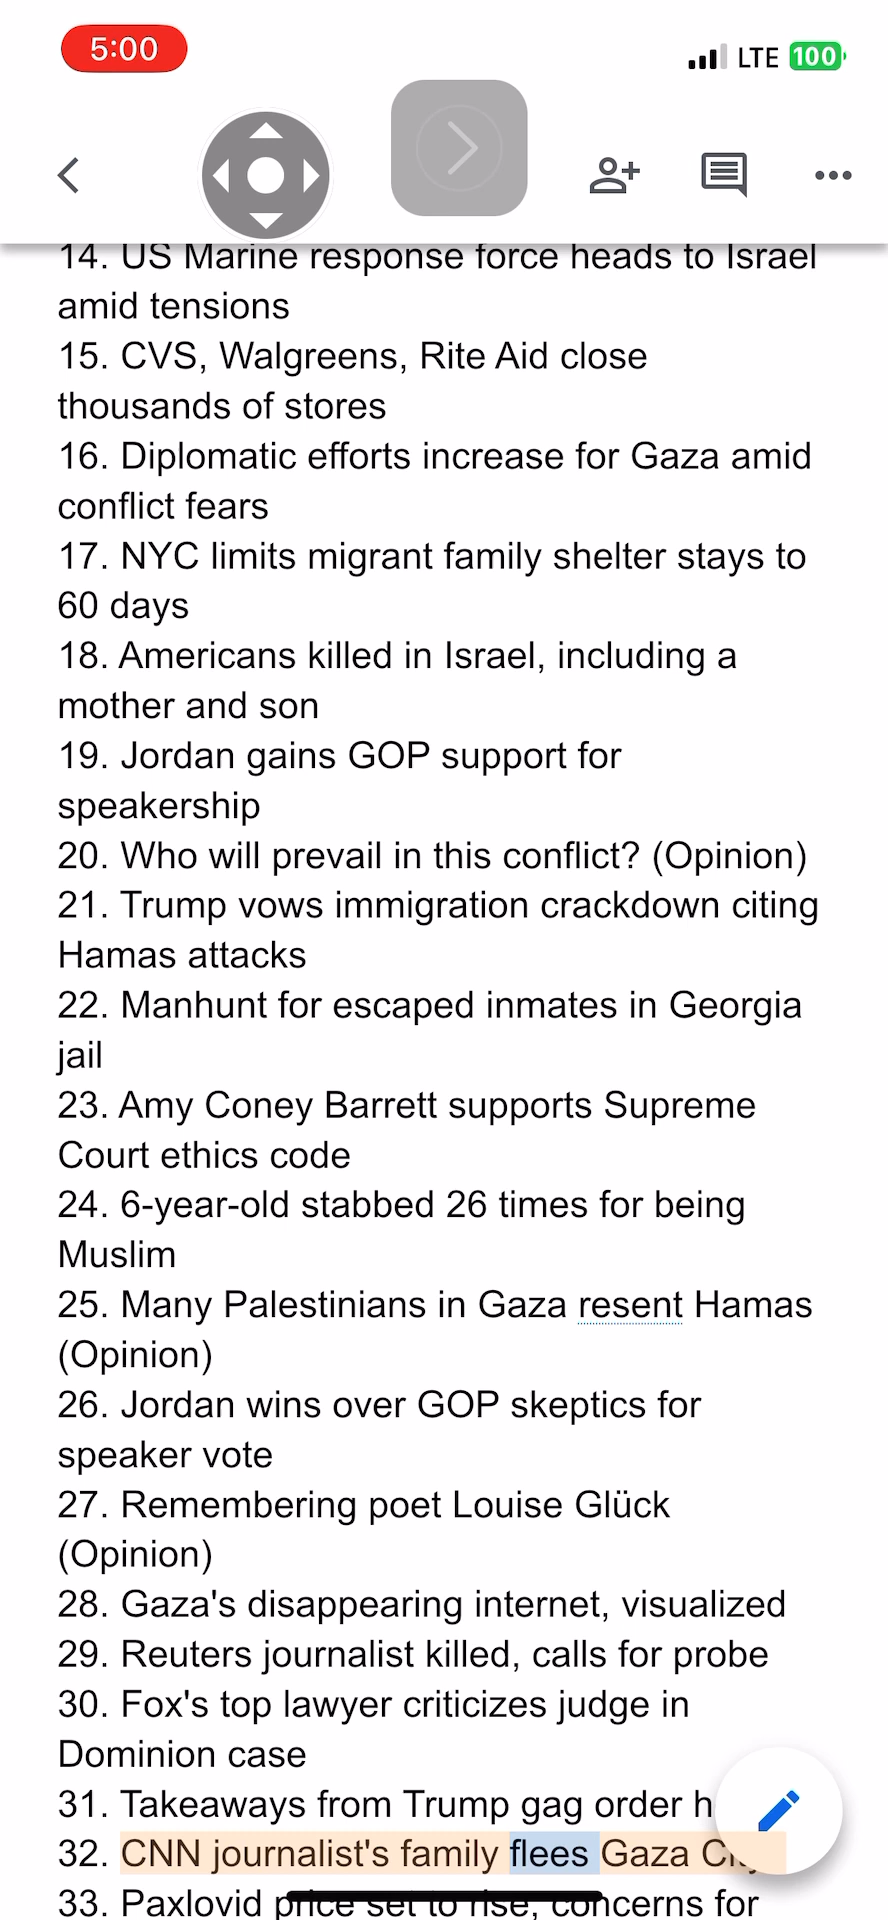 5:00
LTE 100
14. US Marine response force heads to Israel
amid tensions
15. CVS, Walgreens, Rite Aid close
thousands of stores
16. Diplomatic efforts increase for Gaza amid
conflict fears
17. NYC limits migrant family shelter stays to
60 days
18. Americans killed in Israel, including a
mother and son
19. Jordan gains GOP support for
speakership
20. Who will prevail in this conflict? (Opinion)
21. Trump vows immigration crackdown citing
Hamas attacks
22. Manhunt for escaped inmates in Georgia
jail
23. Amy Coney Barrett supports Supreme
Court ethics code
24. 6-year-old stabbed 26 times for being
Muslim
25. Many Palestinians in Gaza resent Hamas
(Opinion)
26. Jordan wins over GOP skeptics for
speaker vote
27. Remembering poet Louise Glück
(Opinion)
28. Gaza's disappearing internet, visualized
29. Reuters journalist killed, calls for probe
30. Fox's top lawyer criticizes judge in
Dominion case
31. Takeaways from Trump gag order
32. CNN journalist's family flees Gaza City
33. Paxlovid price set to rise, concerns for